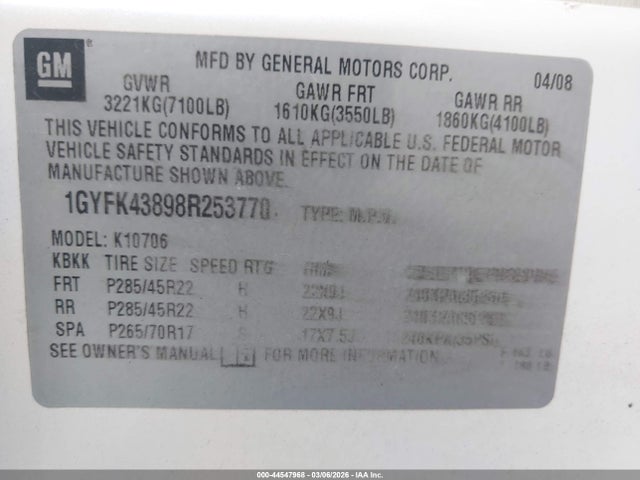 GM ®
MFD BY GENERAL MOTORS CORP. 04/08
GVWR GAWR FRT GAWR RR
3221KG(7100LB) 1610KG(3550LB) 1860KG(4100LB)
THIS VEHICLE CONFORMS TO ALL APPLICABLE U.S. FEDERAL MOTOR
VEHICLE SAFETY STANDARDS IN EFFECT ON THE DATE OF
MANUFACTURE SHOWN ABOVE.
1GYFK43898R253770 TYPE: M.P.V.
MODEL: K10706
KBKK TIRE SIZE SPEED RTG
FRT P285/45R22 H 22X9J
RR P285/45R22 H 22X9J
SPA P265/70R17 S 17X7.5J 240KPA(35PSI)
SEE OWNER'S MANUAL FOR MORE INFORMATION.
000-44547968 | 03/06/2026 | IAA Inc.